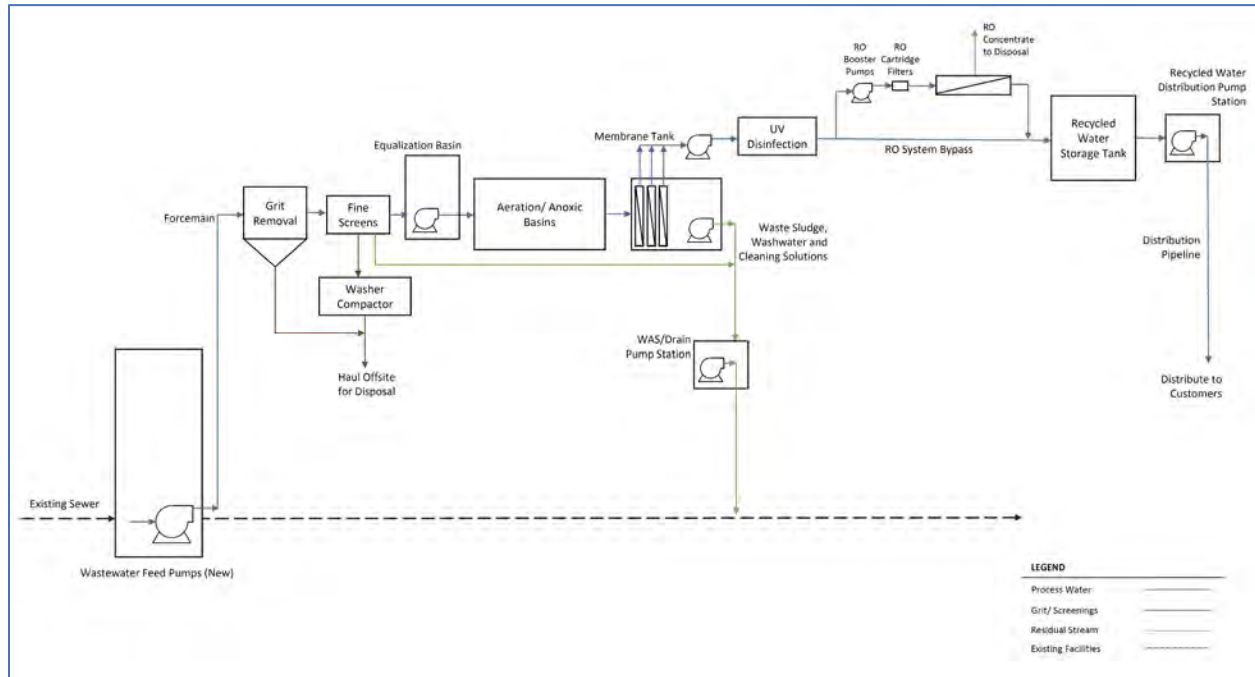 RO
Concentrate
to Disposal
RO
Booster
Pumps
RO
Cartridge
Filters
Recycled Water
Distribution Pump
Station
Membrane Tank
UV
Disinfection
RO System Bypass
Recycled
Water
Storage Tank
Equalization Basin
Forcemain
Grit
Removal
Fine
Screens
Aeration/ Anoxic
Basins
Waste Sludge,
Washwater and
Cleaning Solutions
Distribution
Pipeline
Washer
Compactor
WAS/Drain
Pump Station
Haul Offsite
for Disposal
Distribute to
Customers
Existing Sewer
Wastewater Feed Pumps (New)
LEGEND
Process Water
Grit/ Screenings
Residual Stream
Existing Facilities